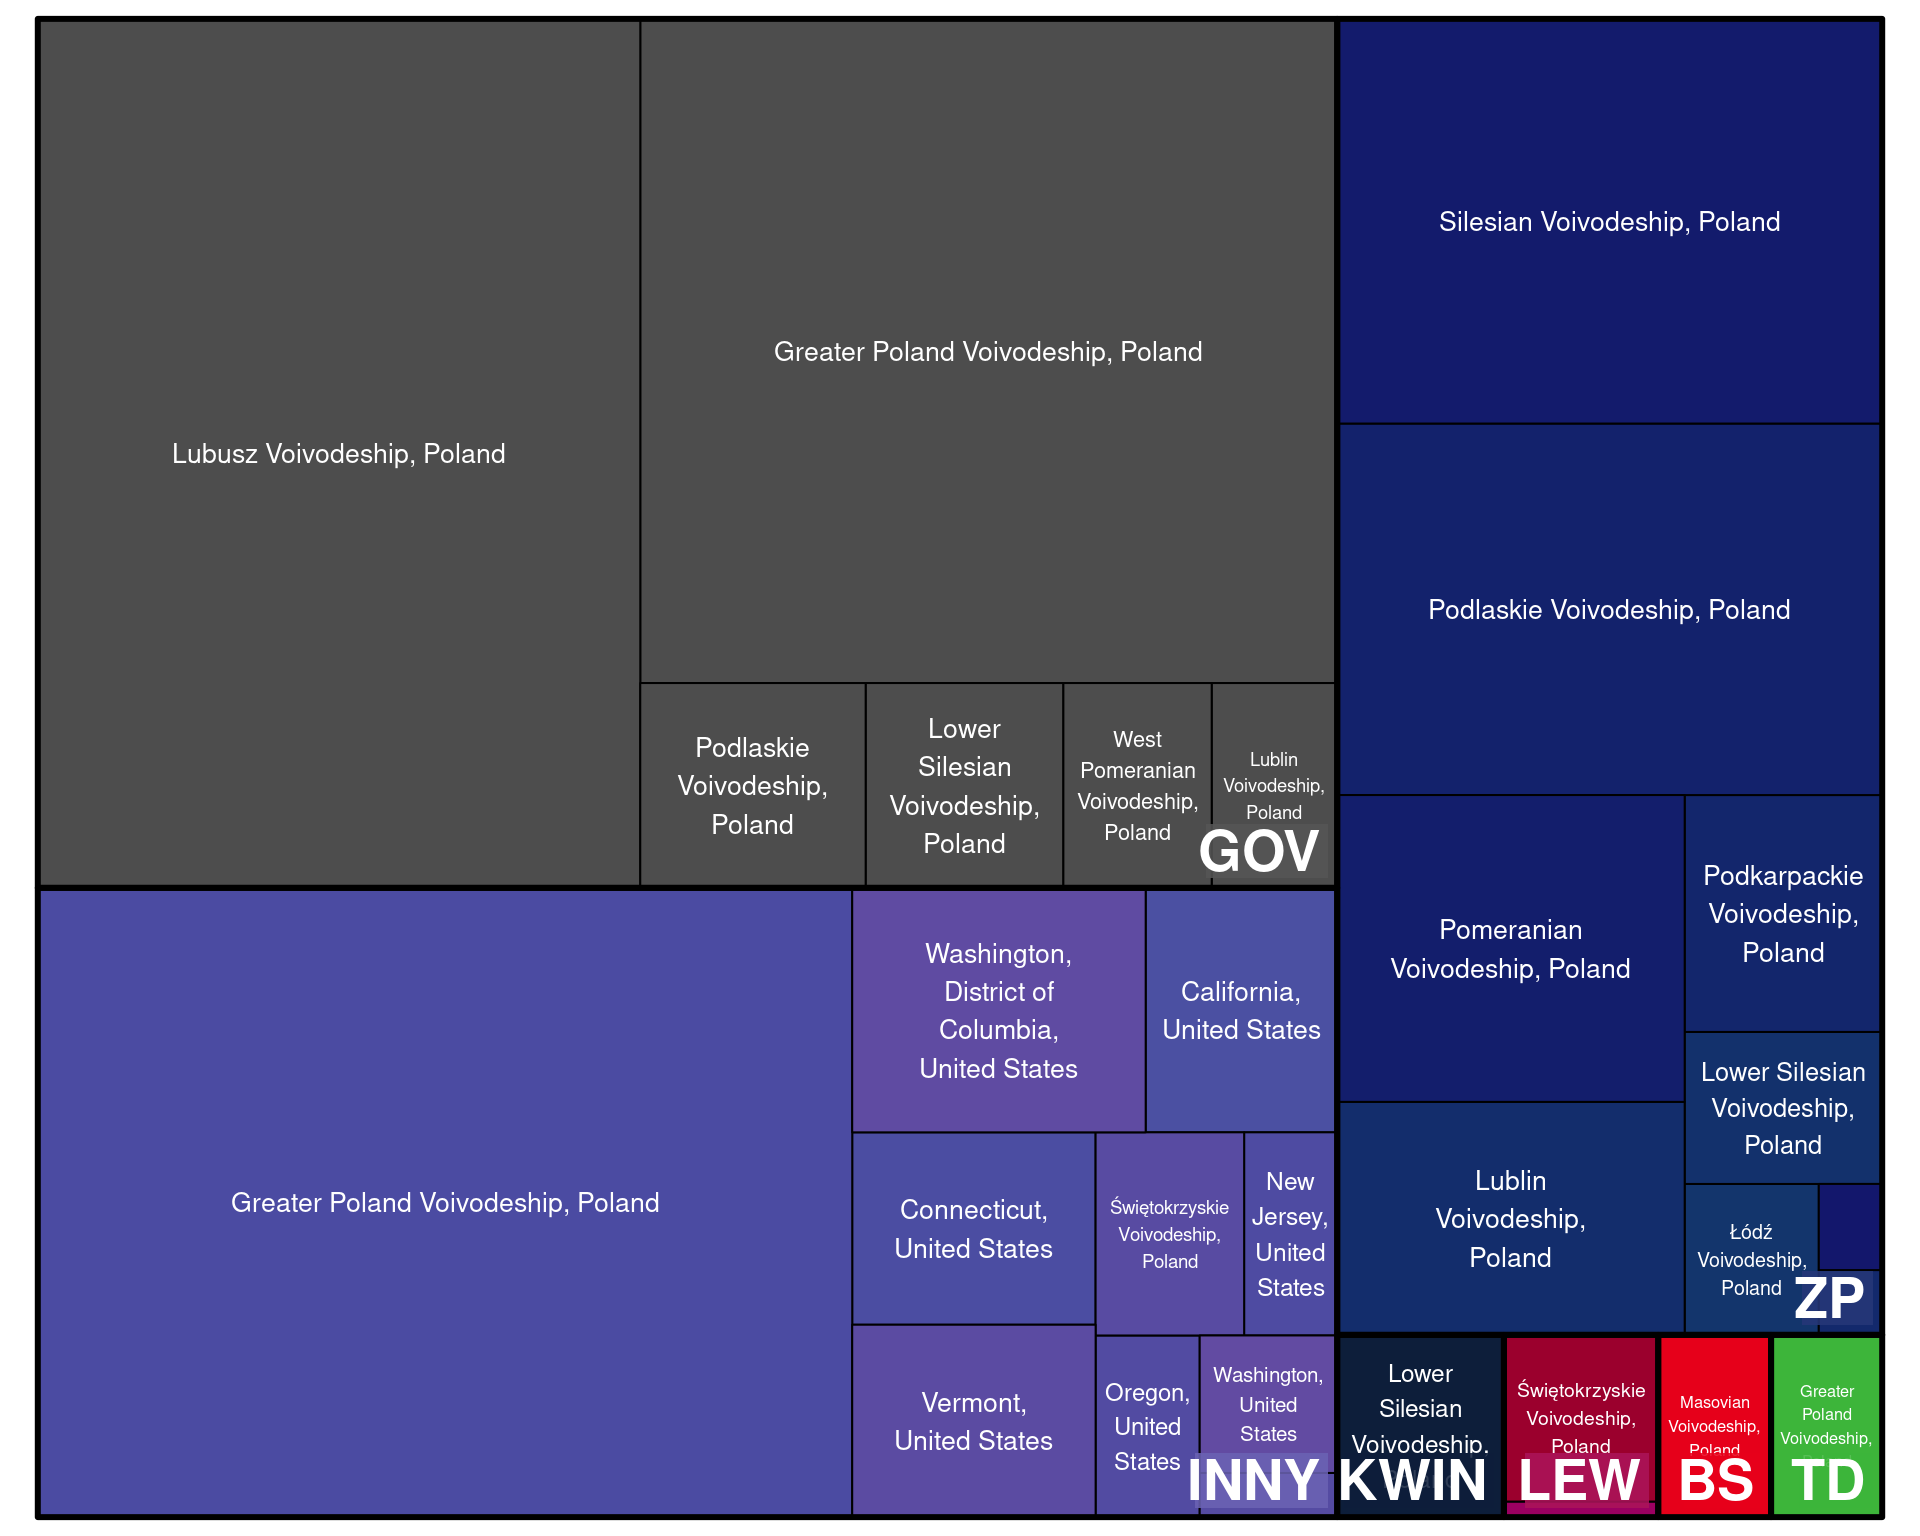 Lubusz Voivodeship, Poland
Greater Poland Voivodeship, Poland
Podlaskie
Voivodeship,
Poland
Lower
Silesian
Voivodeship,
Poland
West
Pomeranian
Voivodeship,
Poland
Lublin
Voivodeship,
Poland
GOV
Greater Poland Voivodeship, Poland
Washington,
District of
Columbia,
United States
California,
United States
Connecticut,
United States
Świętokrzyskie
Voivodeship,
Poland
New
Jersey,
United
States
Vermont,
United States
Oregon,
United
States
Washington,
United
States
INNY
Silesian Voivodeship, Poland
Podlaskie Voivodeship, Poland
Pomeranian
Voivodeship, Poland
Podkarpackie
Voivodeship,
Poland
Lower Silesian
Voivodeship,
Poland
Lublin
Voivodeship,
Poland
Łódź
Voivodeship,
Poland
ZP
Lower
Silesian
Voivodeship,
KWIN
Świętokrzyskie
Voivodeship,
Poland
LEW
Masovian
Voivodeship,
Poland
BS
Greater
Poland
Voivodeship,
TD